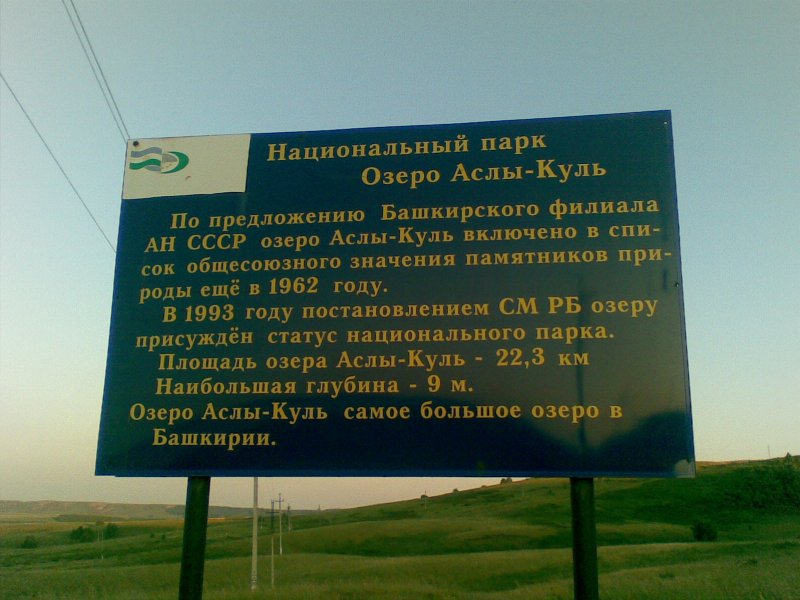 Национальный парк
Озеро Аслы-Куль
По предложению Башкирского филиала
АН СССР озеро Аслы-Куль включено в спи-
сок общесоюзного значения памятников при-
роды ещё в 1962 году.
В 1993 году постановлением СМ РБ озеру
присуждён статус национального парка.
Площадь озера Аслы-Куль - 22,3 км
Наибольшая глубина - 9 м.
Озеро Аслы-Куль самое большое озеро в
Башкирии.